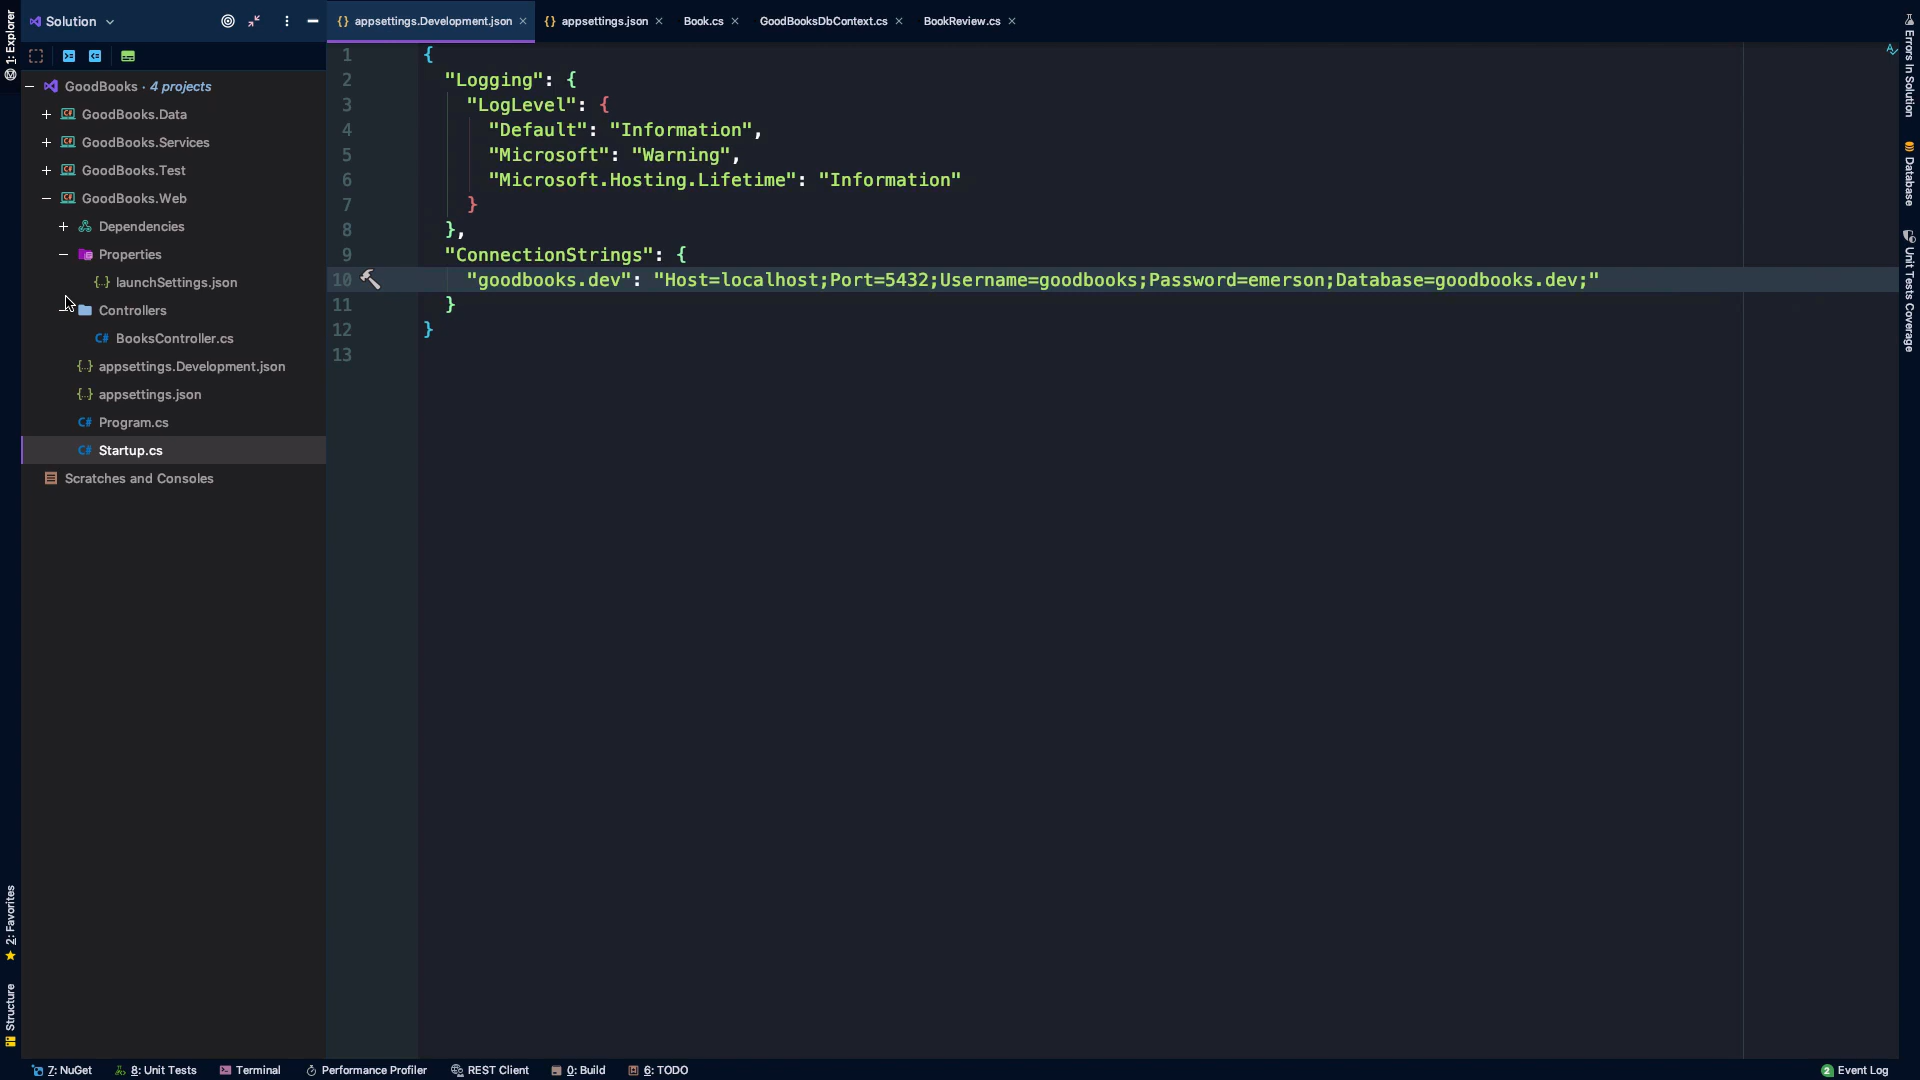 1: Explorer
Solution
appsettings.Development.json
appsettings.json
Book.cs
GoodBooksDbContext.cs
BookReview.cs
GoodBooks · 4 projects
GoodBooks.Data
GoodBooks.Services
GoodBooks.Test
GoodBooks.Web
Dependencies
Properties
launchSettings.json
Controllers
BooksController.cs
appsettings.Development.json
appsettings.json
Program.cs
Startup.cs
Scratches and Consoles
1 {
2 "Logging": {
3 "LogLevel": {
4 "Default": "Information",
5 "Microsoft": "Warning",
6 "Microsoft.Hosting.Lifetime": "Information"
7 }
8 },
9 "ConnectionStrings": {
10 "goodbooks.dev": "Host=localhost;Port=5432;Username=goodbooks;Password=emerson;Database=goodbooks.dev;"
11 }
12 }
13
Errors In Solution
Database
Unit Tests Coverage
2: Favorites
Structure
7: NuGet
8: Unit Tests
Terminal
Performance Profiler
REST Client
0: Build
6: TODO
2 Event Log